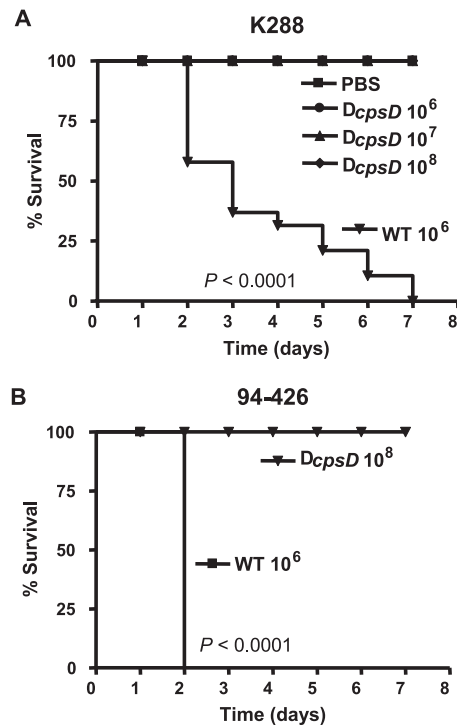 A
K288
100
75
50
25
0
% Survival
PBS
DcpsD 10⁶
DcpsD 10⁷
DcpsD 10⁸
WT 10⁶
P < 0.0001
0 1 2 3 4 5 6 7 8
Time (days)
B
94-426
100
75
50
25
0
% Survival
DcpsD 10⁸
WT 10⁶
P < 0.0001
0 1 2 3 4 5 6 7 8
Time (days)